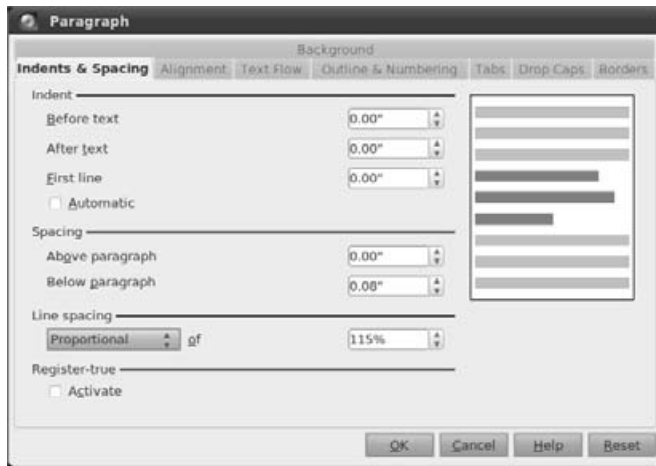 Paragraph
Background
Indents & Spacing Alignment Text Flow Outline & Numbering Tabs Drop Caps Borders
Indent
Before text 0.00"
After text 0.00"
First line 0.00"
Automatic
Spacing
Above paragraph 0.00"
Below paragraph 0.08"
Line spacing
Proportional of 115%
Register-true
Activate
OK Cancel Help Reset